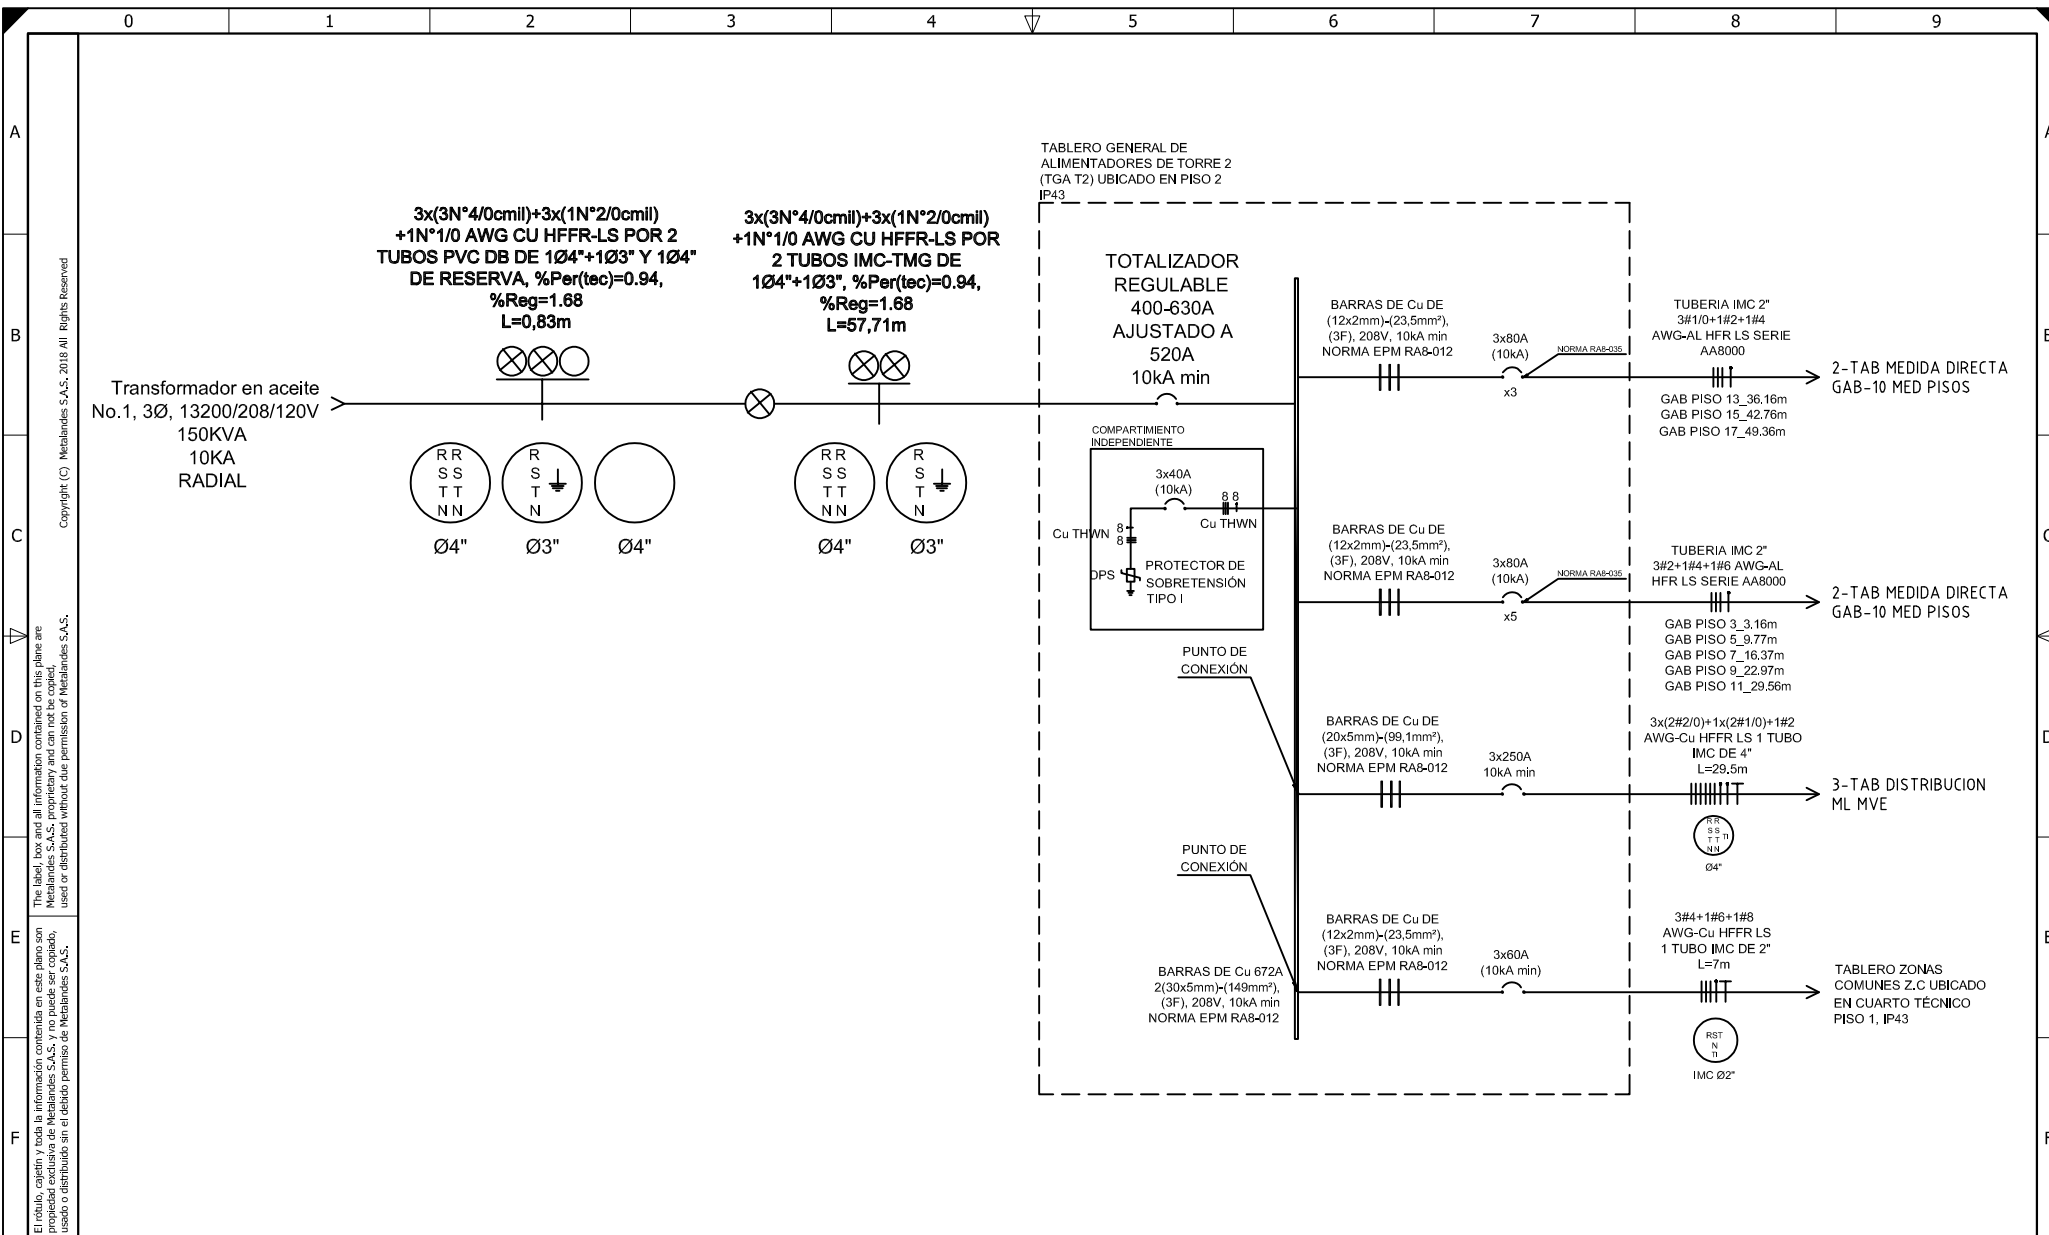 0 1 2 3 4 5 6 7 8 9
A
B
C
D
E
F
Copyright (C) Metalandes S.A.S. 2018 All Rights Reserved
The label, box and all information contained on this plane are
Metalandes S.A.S. proprietary and can not be copied,
used or distributed without due permission of Metalandes S.A.S.
El rótulo, cajetín y toda la información contenida en este plano son
propiedad exclusiva de Metalandes S.A.S. y no puede ser copiado,
usado o distribuido sin el debido permiso de Metalandes S.A.S.
Transformador en aceite
No.1, 3Ø, 13200/208/120V
150KVA
10KA
RADIAL
3x(3N°4/0cmil)+3x(1N°2/0cmil)
+1N°1/0 AWG CU HFFR-LS POR 2
TUBOS PVC DB DE 1Ø4"+1Ø3" Y 1Ø4"
DE RESERVA, %Per(tec)=0.94,
%Reg=1.68
L=0,83m
R R
S S
T T
N N
Ø4"
R
S
T
N
Ø3"
Ø4"
3x(3N°4/0cmil)+3x(1N°2/0cmil)
+1N°1/0 AWG CU HFFR-LS POR
2 TUBOS IMC-TMG DE
1Ø4"+1Ø3", %Per(tec)=0.94,
%Reg=1.68
L=57,71m
R R
S S
T T
N N
Ø4"
R
S
T
N
Ø3"
TABLERO GENERAL DE
ALIMENTADORES DE TORRE 2
(TGA T2) UBICADO EN PISO 2
IP43
TOTALIZADOR
REGULABLE
400-630A
AJUSTADO A
520A
10kA min
COMPARTIMIENTO
INDEPENDIENTE
3x40A
(10kA)
8 8
Cu THWN
Cu THWN
8
8
DPS
PROTECTOR DE
SOBRETENSIÓN
TIPO I
PUNTO DE
CONEXIÓN
PUNTO DE
CONEXIÓN
BARRAS DE Cu 672A
2(30x5mm)-(149mm²),
(3F), 208V, 10kA min
NORMA EPM RA8-012
BARRAS DE Cu DE
(12x2mm)-(23,5mm²),
(3F), 208V, 10kA min
NORMA EPM RA8-012
3x80A
(10kA)
x3
NORMA RA8-035
TUBERIA IMC 2"
3#1/0+1#2+1#4
AWG-AL HFR LS SERIE
AA8000
GAB PISO 13_36.16m
GAB PISO 15_42.76m
GAB PISO 17_49.36m
2-TAB MEDIDA DIRECTA
GAB-10 MED PISOS
BARRAS DE Cu DE
(12x2mm)-(23,5mm²),
(3F), 208V, 10kA min
NORMA EPM RA8-012
3x80A
(10kA)
x5
NORMA RA8-035
TUBERIA IMC 2"
3#2+1#4+1#6 AWG-AL
HFR LS SERIE AA8000
GAB PISO 3_3.16m
GAB PISO 5_9.77m
GAB PISO 7_16.37m
GAB PISO 9_22.97m
GAB PISO 11_29.56m
2-TAB MEDIDA DIRECTA
GAB-10 MED PISOS
BARRAS DE Cu DE
(20x5mm)-(99,1mm²),
(3F), 208V, 10kA min
NORMA EPM RA8-012
3x250A
10kA min
3x(2#2/0)+1x(2#1/0)+1#2
AWG-Cu HFFR LS 1 TUBO
IMC DE 4"
L=29.5m
R R
S S
T T TI
N N
Ø4"
3-TAB DISTRIBUCION
ML MVE
BARRAS DE Cu DE
(12x2mm)-(23,5mm²),
(3F), 208V, 10kA min
NORMA EPM RA8-012
3x60A
(10kA min)
3#4+1#6+1#8
AWG-Cu HFFR LS
1 TUBO IMC DE 2"
L=7m
RST
N
TI
IMC Ø2"
TABLERO ZONAS
COMUNES Z.C UBICADO
EN CUARTO TÉCNICO
PISO 1, IP43